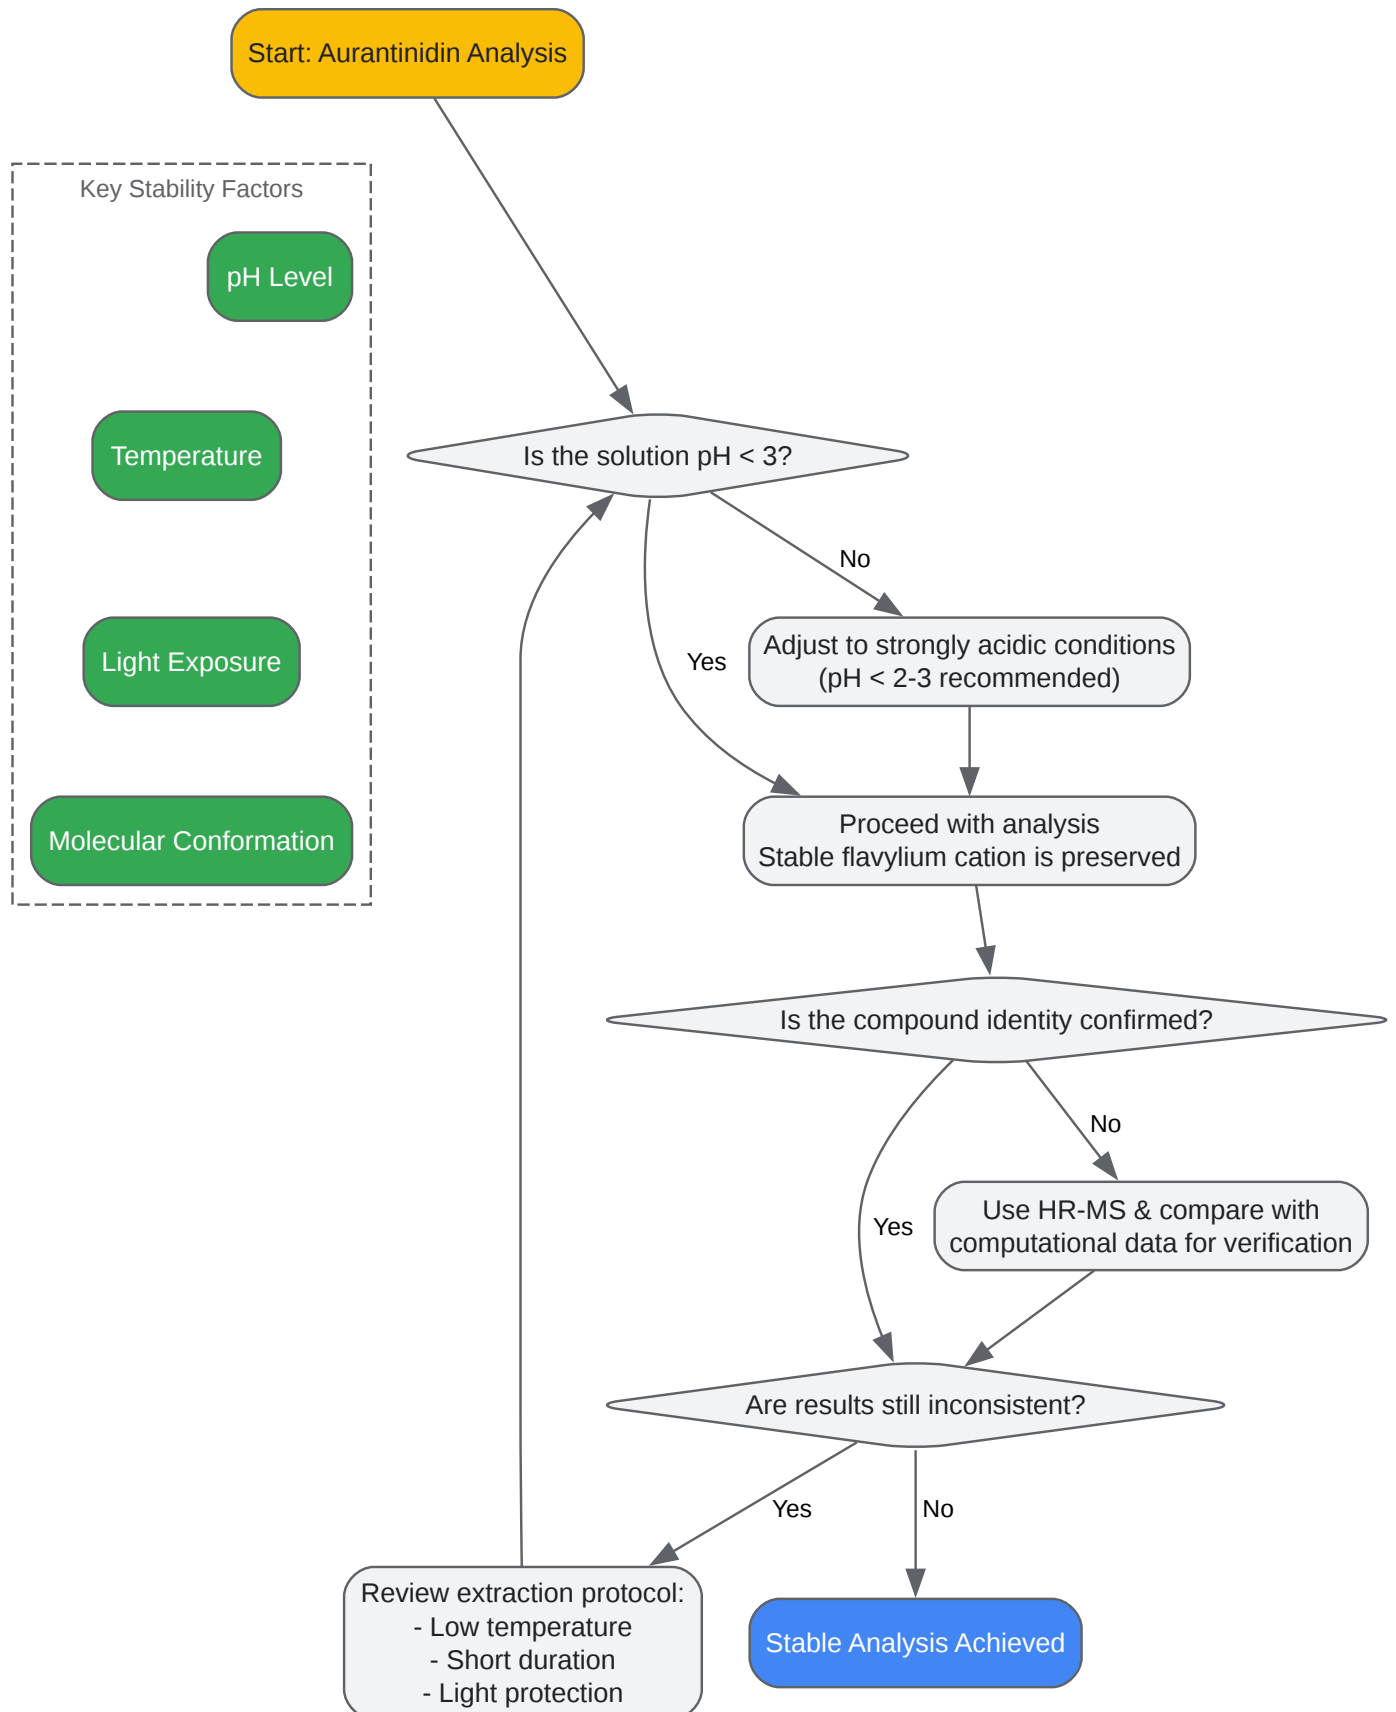 Start: Aurantinidin Analysis
Key Stability Factors
pH Level
Temperature
Light Exposure
Molecular Conformation
Is the solution pH < 3?
No
Yes
Adjust to strongly acidic conditions
(pH < 2-3 recommended)
Proceed with analysis
Stable flavylium cation is preserved
Is the compound identity confirmed?
No
Yes
Use HR-MS & compare with
computational data for verification
Are results still inconsistent?
Yes
No
Review extraction protocol:
- Low temperature
- Short duration
- Light protection
Stable Analysis Achieved